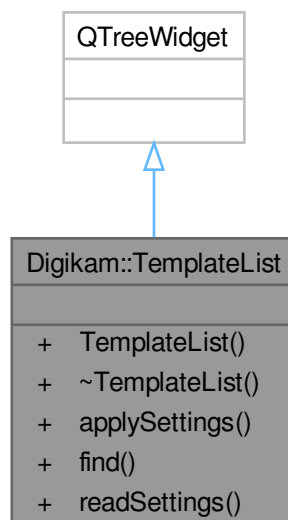 QTreeWidget
Digikam::TemplateList
+ TemplateList()
+ ~TemplateList()
+ applySettings()
+ find()
+ readSettings()